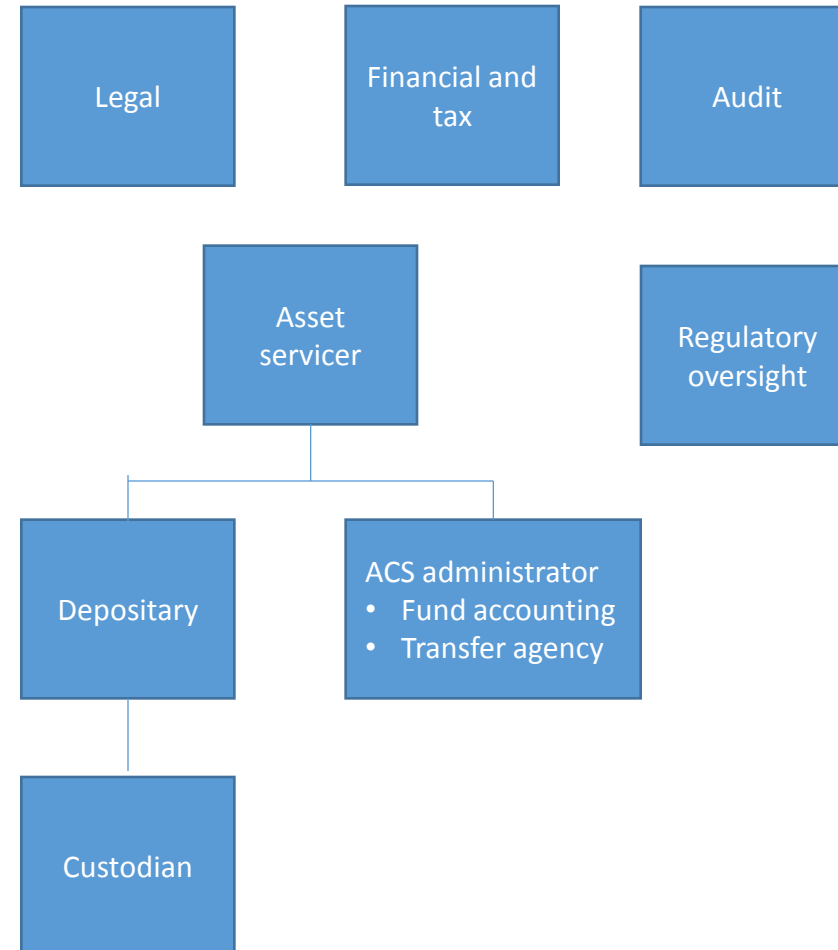 Legal
Financial and
tax
Audit
Asset
servicer
Regulatory
oversight
Depositary
ACS administrator
• Fund accounting
• Transfer agency
Custodian